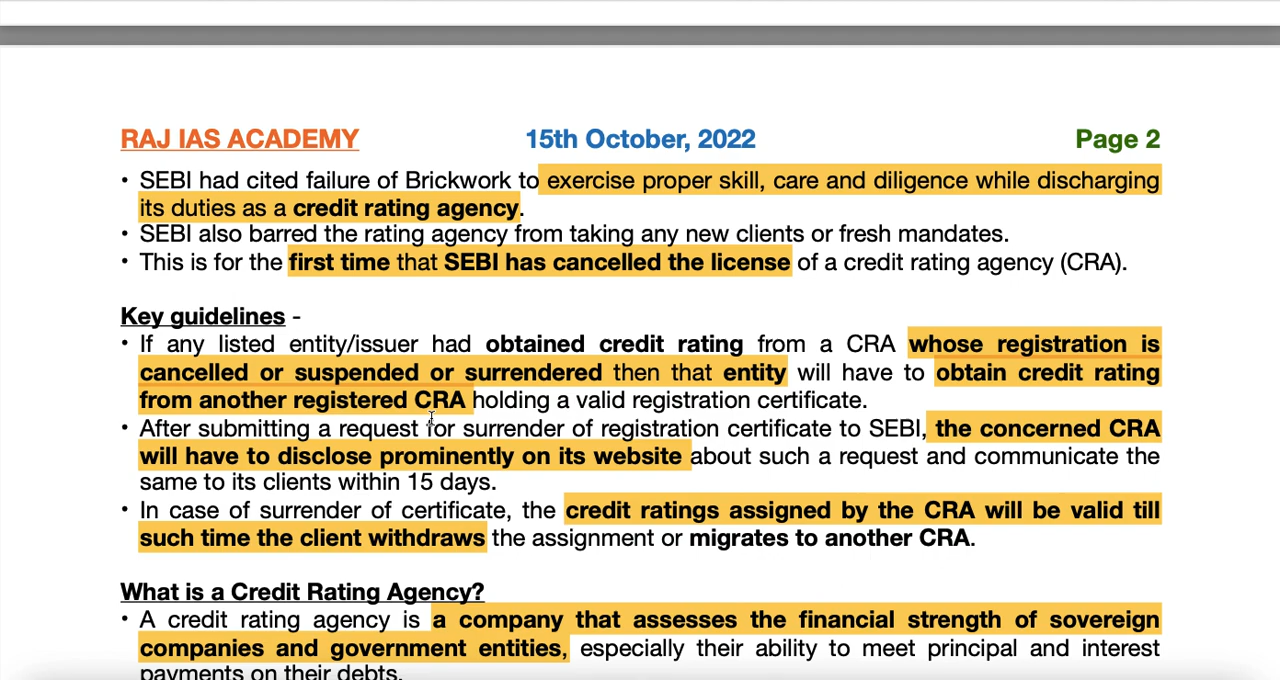 RAJ IAS ACADEMY 15th October, 2022 Page 2
• SEBI had cited failure of Brickwork to exercise proper skill, care and diligence while discharging
its duties as a credit rating agency.
• SEBI also barred the rating agency from taking any new clients or fresh mandates.
• This is for the first time that SEBI has cancelled the license of a credit rating agency (CRA).
Key guidelines -
• If any listed entity/issuer had obtained credit rating from a CRA whose registration is
cancelled or suspended or surrendered then that entity will have to obtain credit rating
from another registered CRA holding a valid registration certificate.
• After submitting a request for surrender of registration certificate to SEBI, the concerned CRA
will have to disclose prominently on its website about such a request and communicate the
same to its clients within 15 days.
• In case of surrender of certificate, the credit ratings assigned by the CRA will be valid till
such time the client withdraws the assignment or migrates to another CRA.
What is a Credit Rating Agency?
• A credit rating agency is a company that assesses the financial strength of sovereign
companies and government entities, especially their ability to meet principal and interest
payments on their debts.